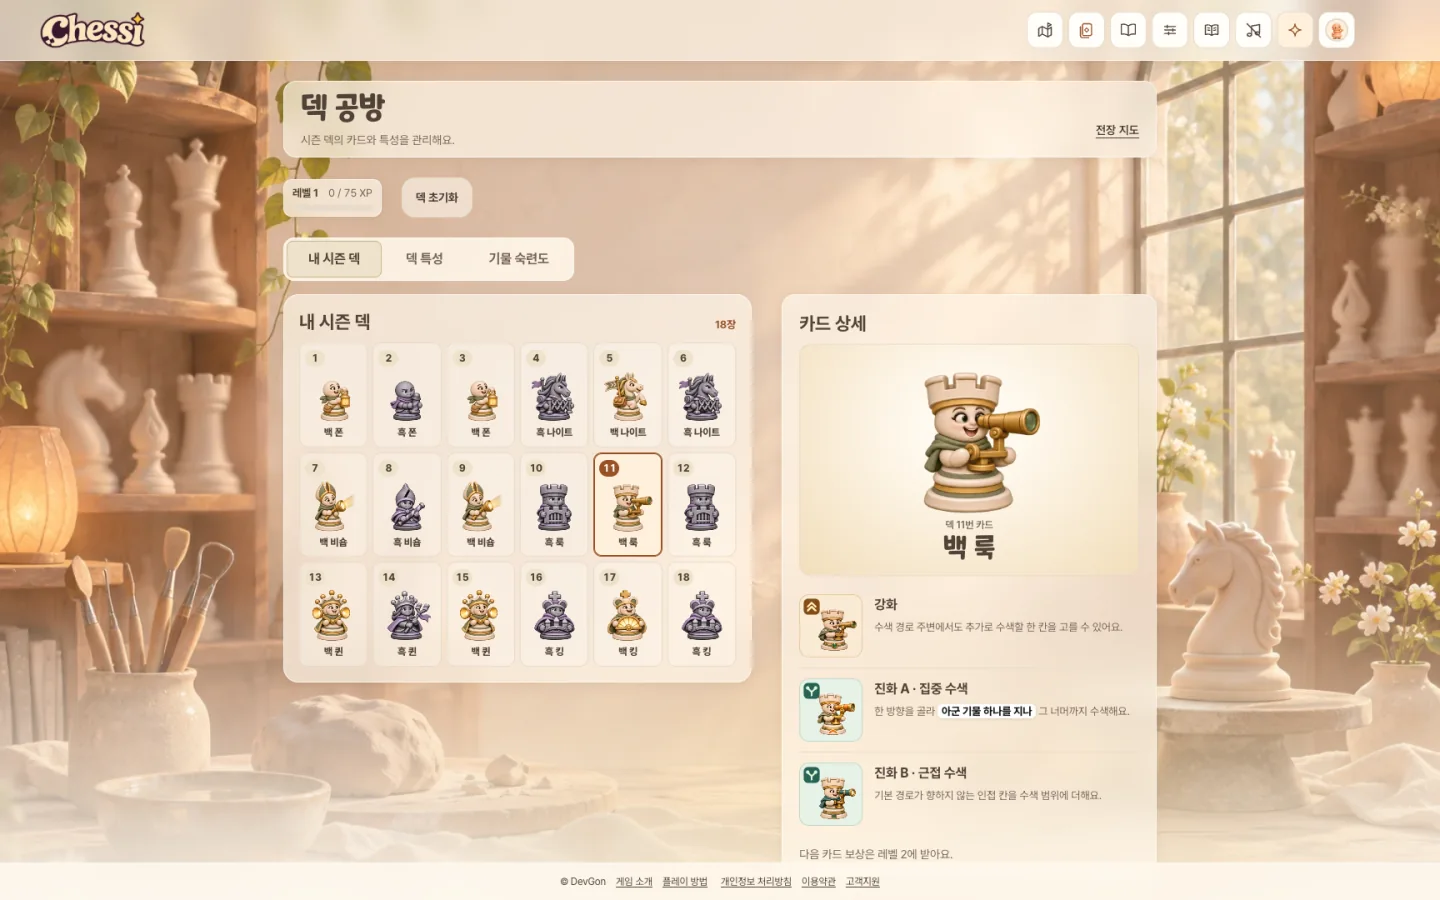 Chessi
덱 공방
시즌 덱의 카드와 특성을 관리해요.
전장 지도
레벨 1 0 / 75 XP
덱 초기화
내 시즌 덱 덱 특성 기물 숙련도
내 시즌 덱
18장
1 2 3 4 5 6
백 폰 흑 폰 백 폰 흑 나이트 백 나이트 흑 나이트
7 8 9 10 11 12
백 비숍 흑 비숍 백 비숍 흑 룩 백 룩 흑 룩
13 14 15 16 17 18
백 퀸 흑 퀸 백 퀸 흑 킹 백 킹 흑 킹
카드 상세
덱 11번 카드
백 룩
강화
수색 경로 주변에서도 추가로 수색할 한 칸을 고를 수 있어요.
진화 A · 집중 수색
한 방향을 골라 아군 기물 하나를 지나 그 너머까지 수색해요.
진화 B · 근접 수색
기본 경로가 향하지 않는 인접 칸을 수색 범위에 더해요.
다음 카드 보상은 레벨 2에 받아요.
© DevGon 게임 소개 플레이 방법 개인정보 처리방침 이용약관 고객지원